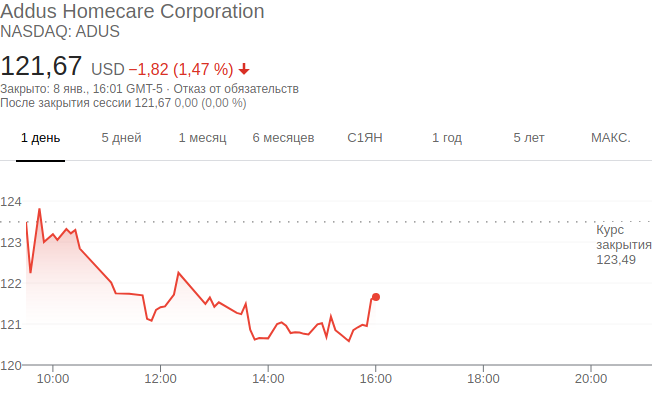 Addus Homecare Corporation
NASDAQ: ADUS
121,67 USD −1,82 (1,47 %)
Закрыто: 8 янв., 16:01 GMT-5 · Отказ от обязательств
После закрытия сессии 121,67 0,00 (0,00 %)
1 день 5 дней 1 месяц 6 месяцев С1ЯН 1 год 5 лет МАКС.
124
123
122
121
120
Курс
закрытия
123,49
10:00 12:00 14:00 16:00 18:00 20:00